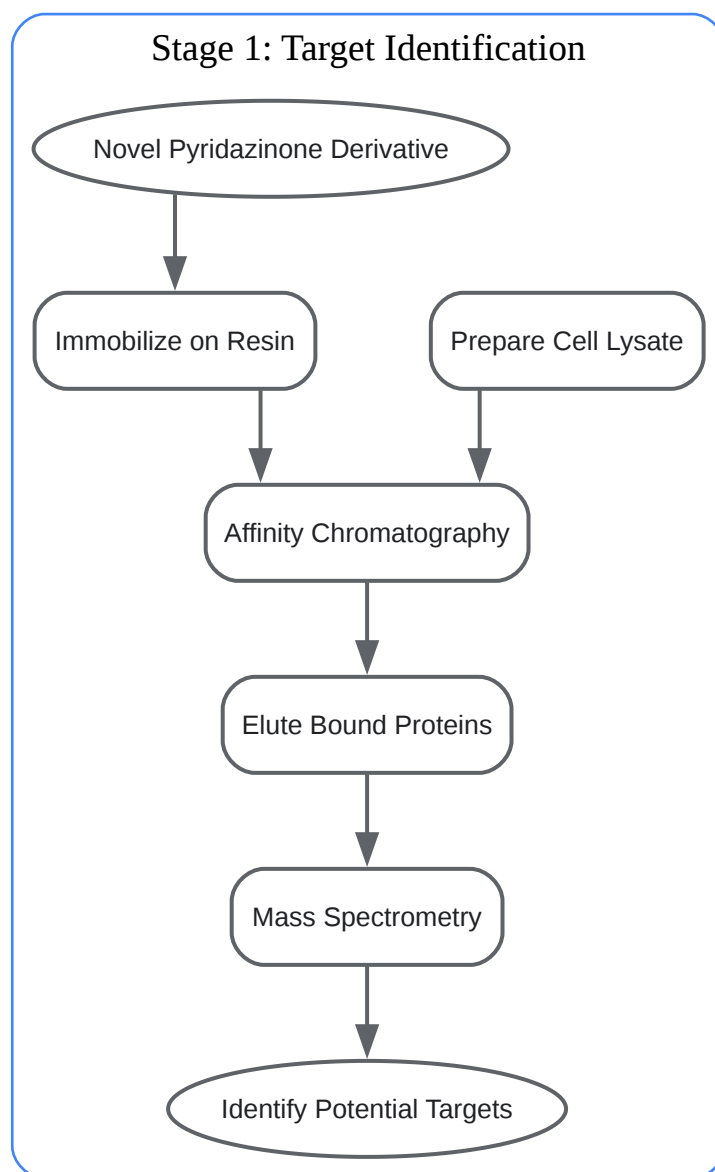 Stage 1: Target Identification
Novel Pyridazinone Derivative
Immobilize on Resin
Prepare Cell Lysate
Affinity Chromatography
Elute Bound Proteins
Mass Spectrometry
Identify Potential Targets